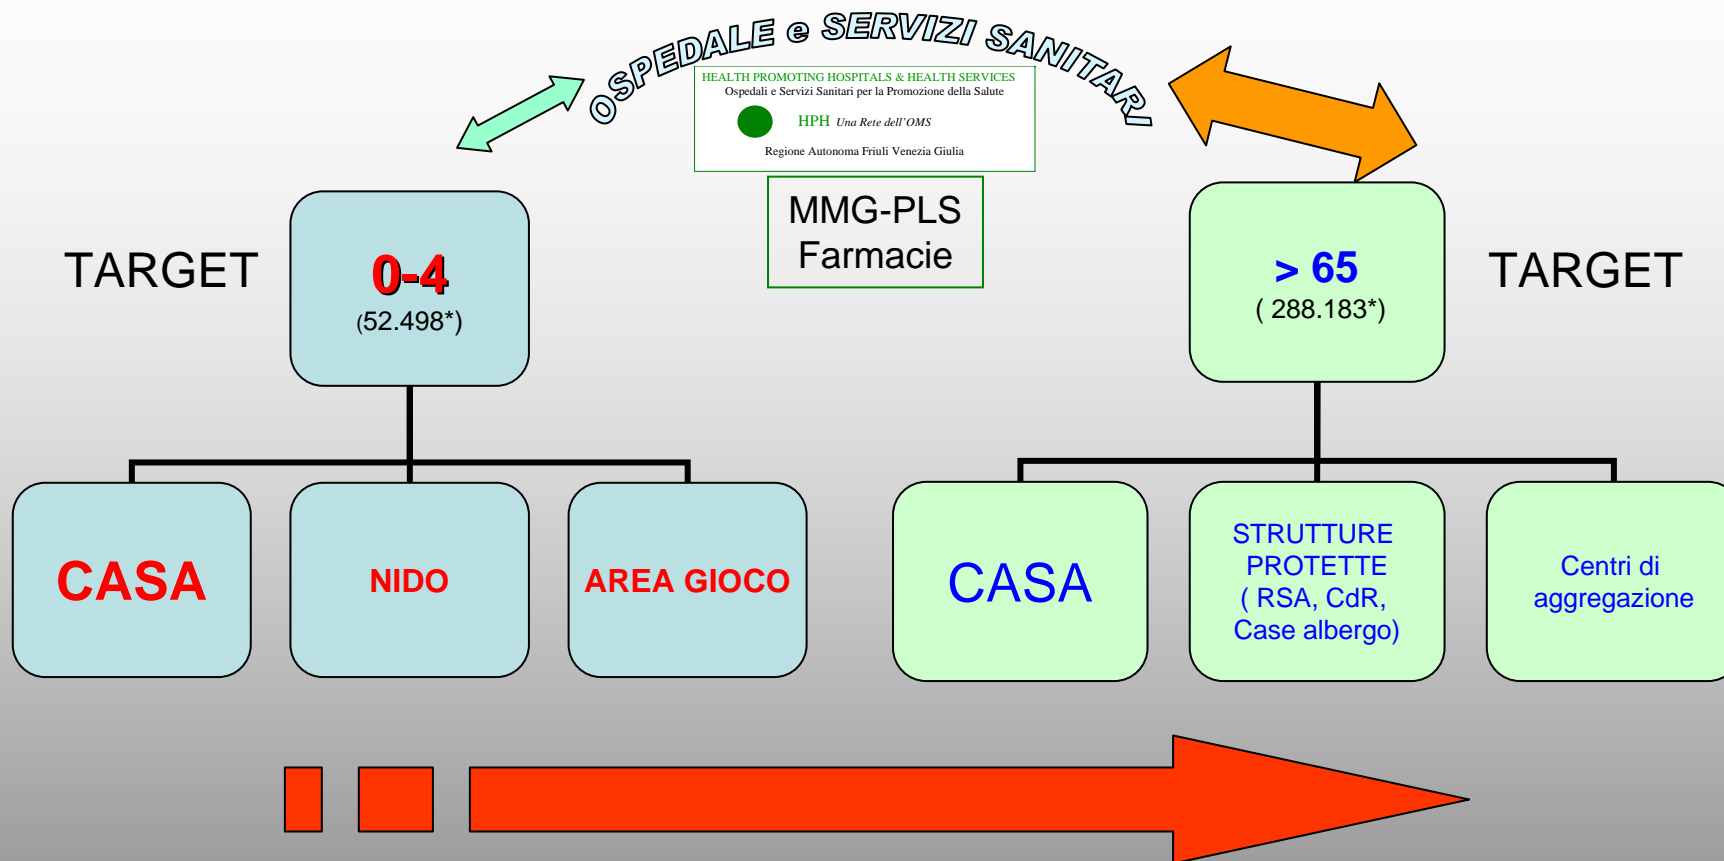 OSPEDALE e SERVIZI SANITARI
HEALTH PROMOTING HOSPITALS & HEALTH SERVICES
Ospedali e Servizi Sanitari per la Promozione della Salute
HPH Una Rete dell'OMS
Regione Autonoma Friuli Venezia Giulia
MMG-PLS
Farmacie
TARGET
0-4
(52.498*)
> 65
( 288.183*)
TARGET
CASA
NIDO
AREA GIOCO
CASA
STRUTTURE
PROTETTE
( RSA, CdR,
Case albergo)
Centri di
aggregazione